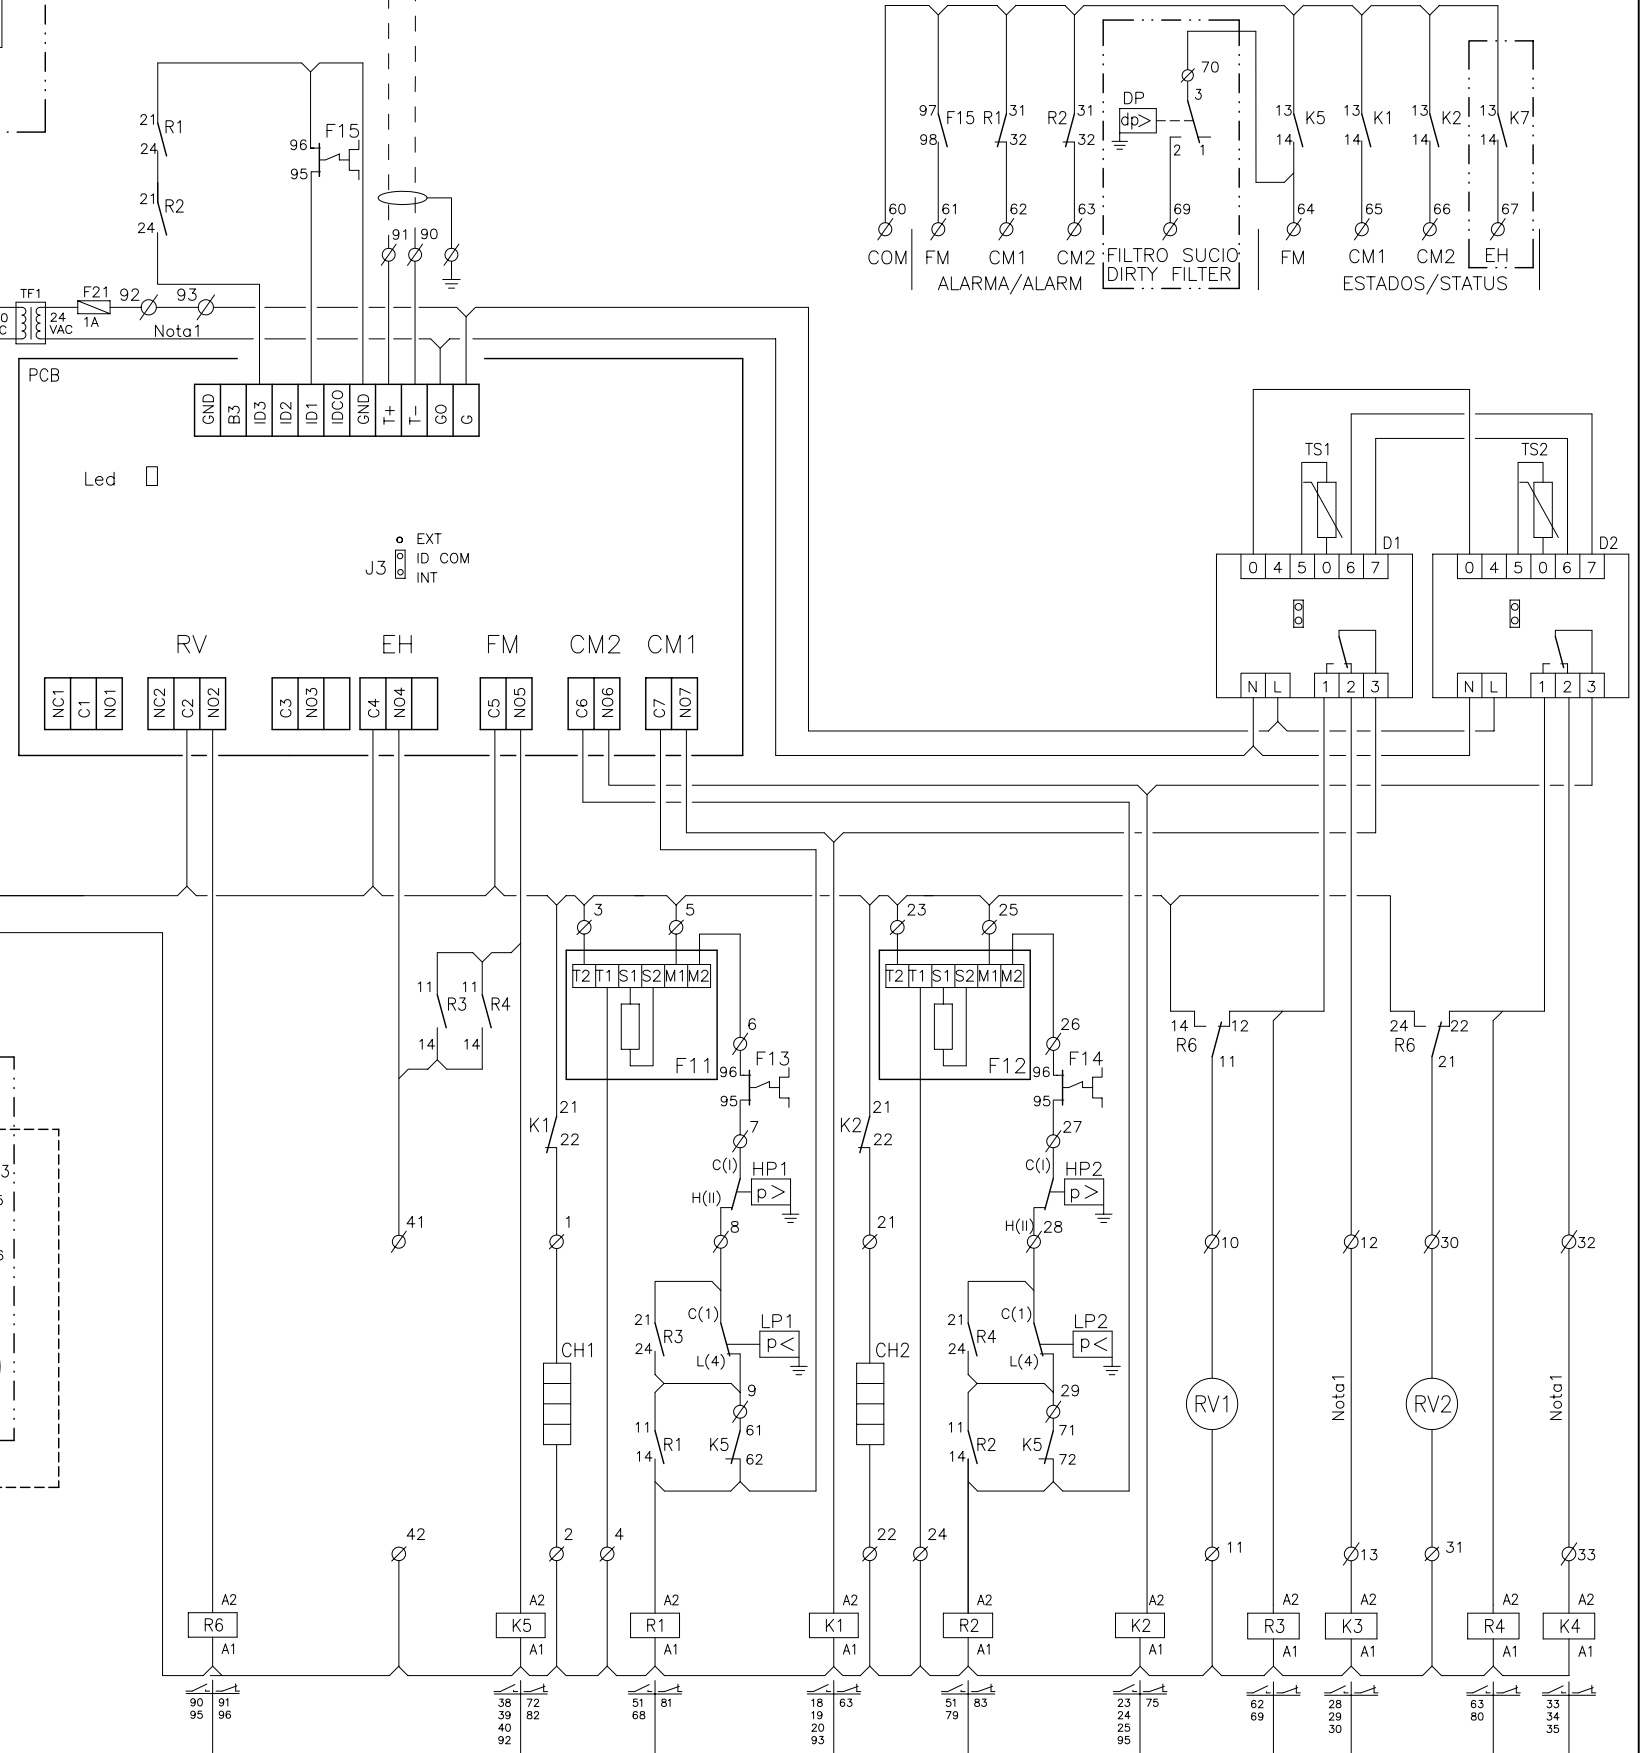 70
DP
3
dp>
2 1
97 F15 R1 31 R2 31
98 32 32
13 K5 13 K1 13 K2 13 K7
14 14 14 14
60 61 62 63 69 64 65 66 67
COM FM CM1 CM2 FILTRO SUCIO FM CM1 CM2 EH
DIRTY FILTER
ALARMA/ALARM ESTADOS/STATUS
21 R1
24
21 R2
24
F15
96
95
91 90
TF1
24
VAC
F21
1A
92 93
Nota1
PCB
GND B3 ID3 ID2 ID1 IDCO GND T+ T- GO G
Led
EXT
J3 ID COM
INT
RV EH FM CM2 CM1
NC1 C1 NO1 NC2 C2 NO2 C3 NO3 C4 NO4 C5 NO5 C6 NO6 C7 NO7
TS1 TS2
D1 D2
0 4 5 0 6 7 0 4 5 0 6 7
N L 1 2 3 N L 1 2 3
3 5 23 25
T2 T1 S1 S2 M1 M2 T2 T1 S1 S2 M1 M2
11 R3 11 R4
14 14
6 26
F11 F13 F12 F14
96 96
95 95
14 12 24 22
R6 11 R6 21
K1 21 K2 21
22 22
7 27
C(I) HP1 C(I) HP2
H(II) p> H(II) p>
41 1 8 21 28 10 12 30 32
C(1) LP1 C(1) LP2
21 R3 p< 21 R4 p<
24 L(4) 24 L(4)
CH1 CH2
9 29
RV1 Nota1 RV2 Nota1
11 R1 K5 61 11 R2 K5 71
14 62 14 72
42 2 4 22 24 11 13 31 33
A2 A2 A2 A2 A2 A2 A2 A2 A2
R6 K5 R1 K1 R2 K2 R3 K3 R4 K4
A1 A1 A1 A1 A1 A1 A1 A1 A1
90 91 38 72 51 81 18 63 51 83 23 75 62 28 63 33
95 96 39 82 68 19 79 24 69 29 80 34
40 20 25 30 35
92 93 95